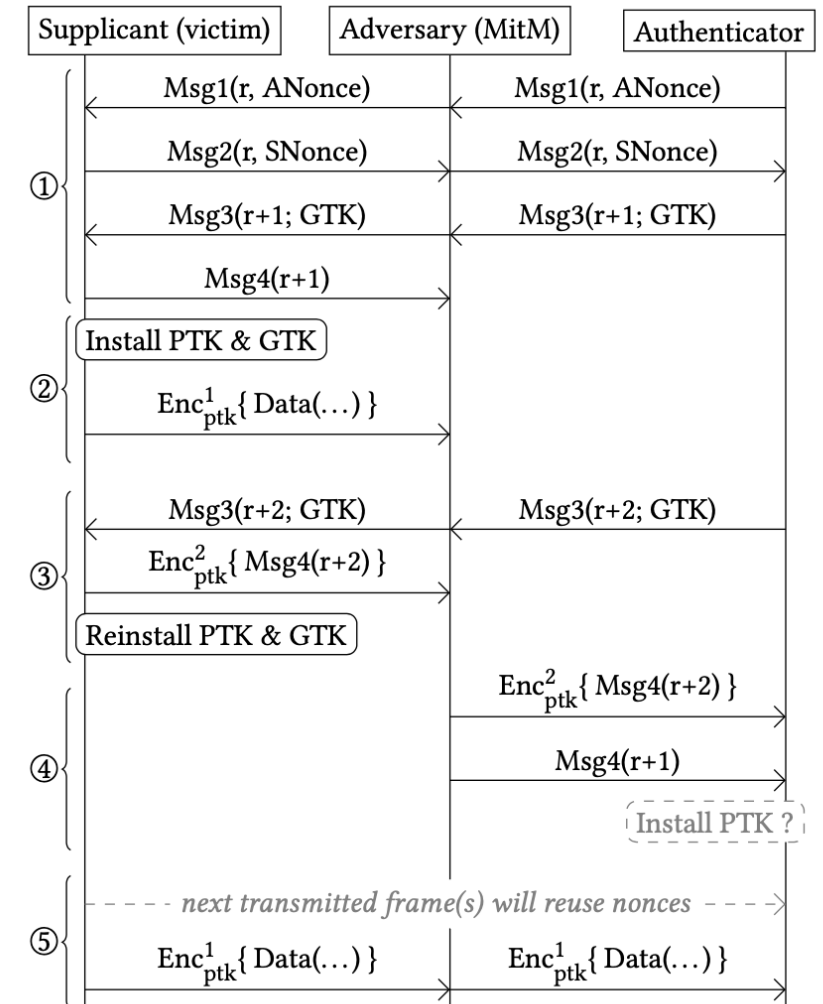 Supplicant (victim) Adversary (MitM) Authenticator
Msg1(r, ANonce) Msg1(r, ANonce)
Msg2(r, SNonce) Msg2(r, SNonce)
①
Msg3(r+1; GTK) Msg3(r+1; GTK)
Msg4(r+1)
Install PTK & GTK
②
Enc¹ptk{ Data(…) }
Msg3(r+2; GTK) Msg3(r+2; GTK)
③
Enc²ptk{ Msg4(r+2) }
Reinstall PTK & GTK
Enc²ptk{ Msg4(r+2) }
④
Msg4(r+1)
Install PTK ?
next transmitted frame(s) will reuse nonces
⑤
Enc¹ptk{ Data(…) } Enc¹ptk{ Data(…) }